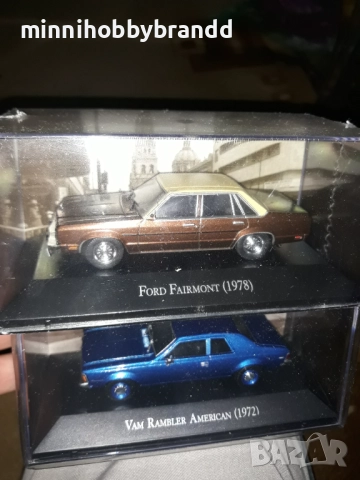 minnihobbybrandd
FORD FAIRMONT (1978)
VAM RAMBLER AMERICAN (1972)
BAZAR